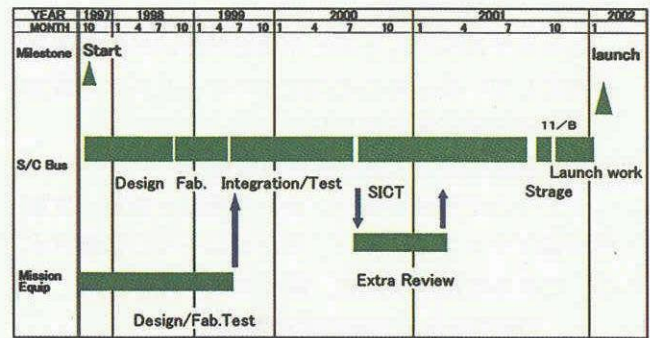 YEAR 1997 1998 1999 2000 2001 2002
MONTH 10 1 4 7 10 1 4 7 10 1 4 7 10 1 4 7 10 1
Milestone Start launch
11/B
S/C Bus
Launch work
Design Fab. Integration/Test SICT Strage
Mission
Equip
Extra Review
Design/Fab.Test